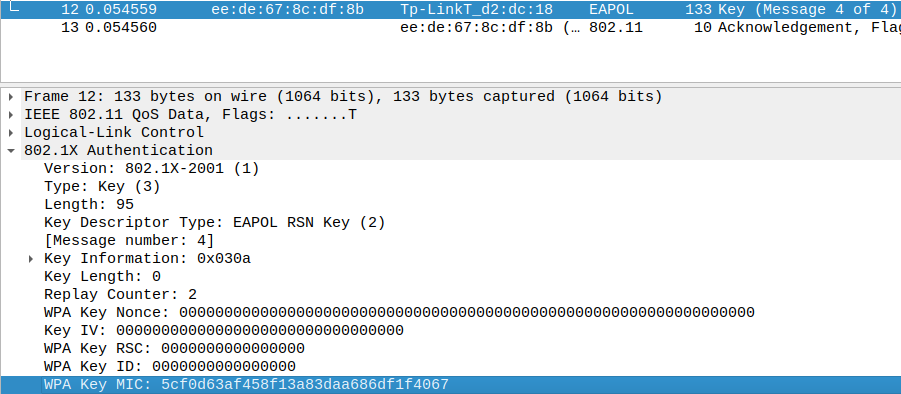 12 0.054559 ee:de:67:8c:df:8b Tp-LinkT_d2:dc:18 EAPOL 133 Key (Message 4 of 4)
13 0.054560 ee:de:67:8c:df:8b (… 802.11 10 Acknowledgement, Flag
Frame 12: 133 bytes on wire (1064 bits), 133 bytes captured (1064 bits)
IEEE 802.11 QoS Data, Flags: .......T
Logical-Link Control
802.1X Authentication
Version: 802.1X-2001 (1)
Type: Key (3)
Length: 95
Key Descriptor Type: EAPOL RSN Key (2)
[Message number: 4]
Key Information: 0x030a
Key Length: 0
Replay Counter: 2
WPA Key Nonce: 0000000000000000000000000000000000000000000000000000000000000000
Key IV: 00000000000000000000000000000000
WPA Key RSC: 0000000000000000
WPA Key ID: 0000000000000000
WPA Key MIC: 5cf0d63af458f13a83daa686df1f4067